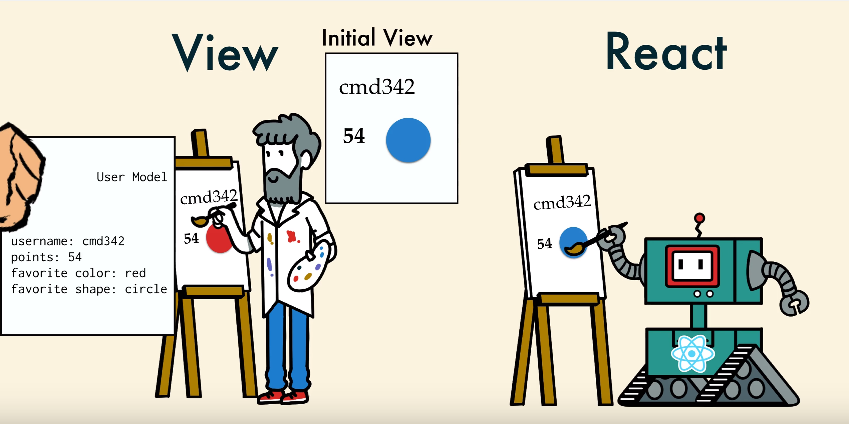 View
Initial View
React
cmd342
54
User Model
username: cmd342
points: 54
favorite color: red
favorite shape: circle
cmd342
54
cmd342
54